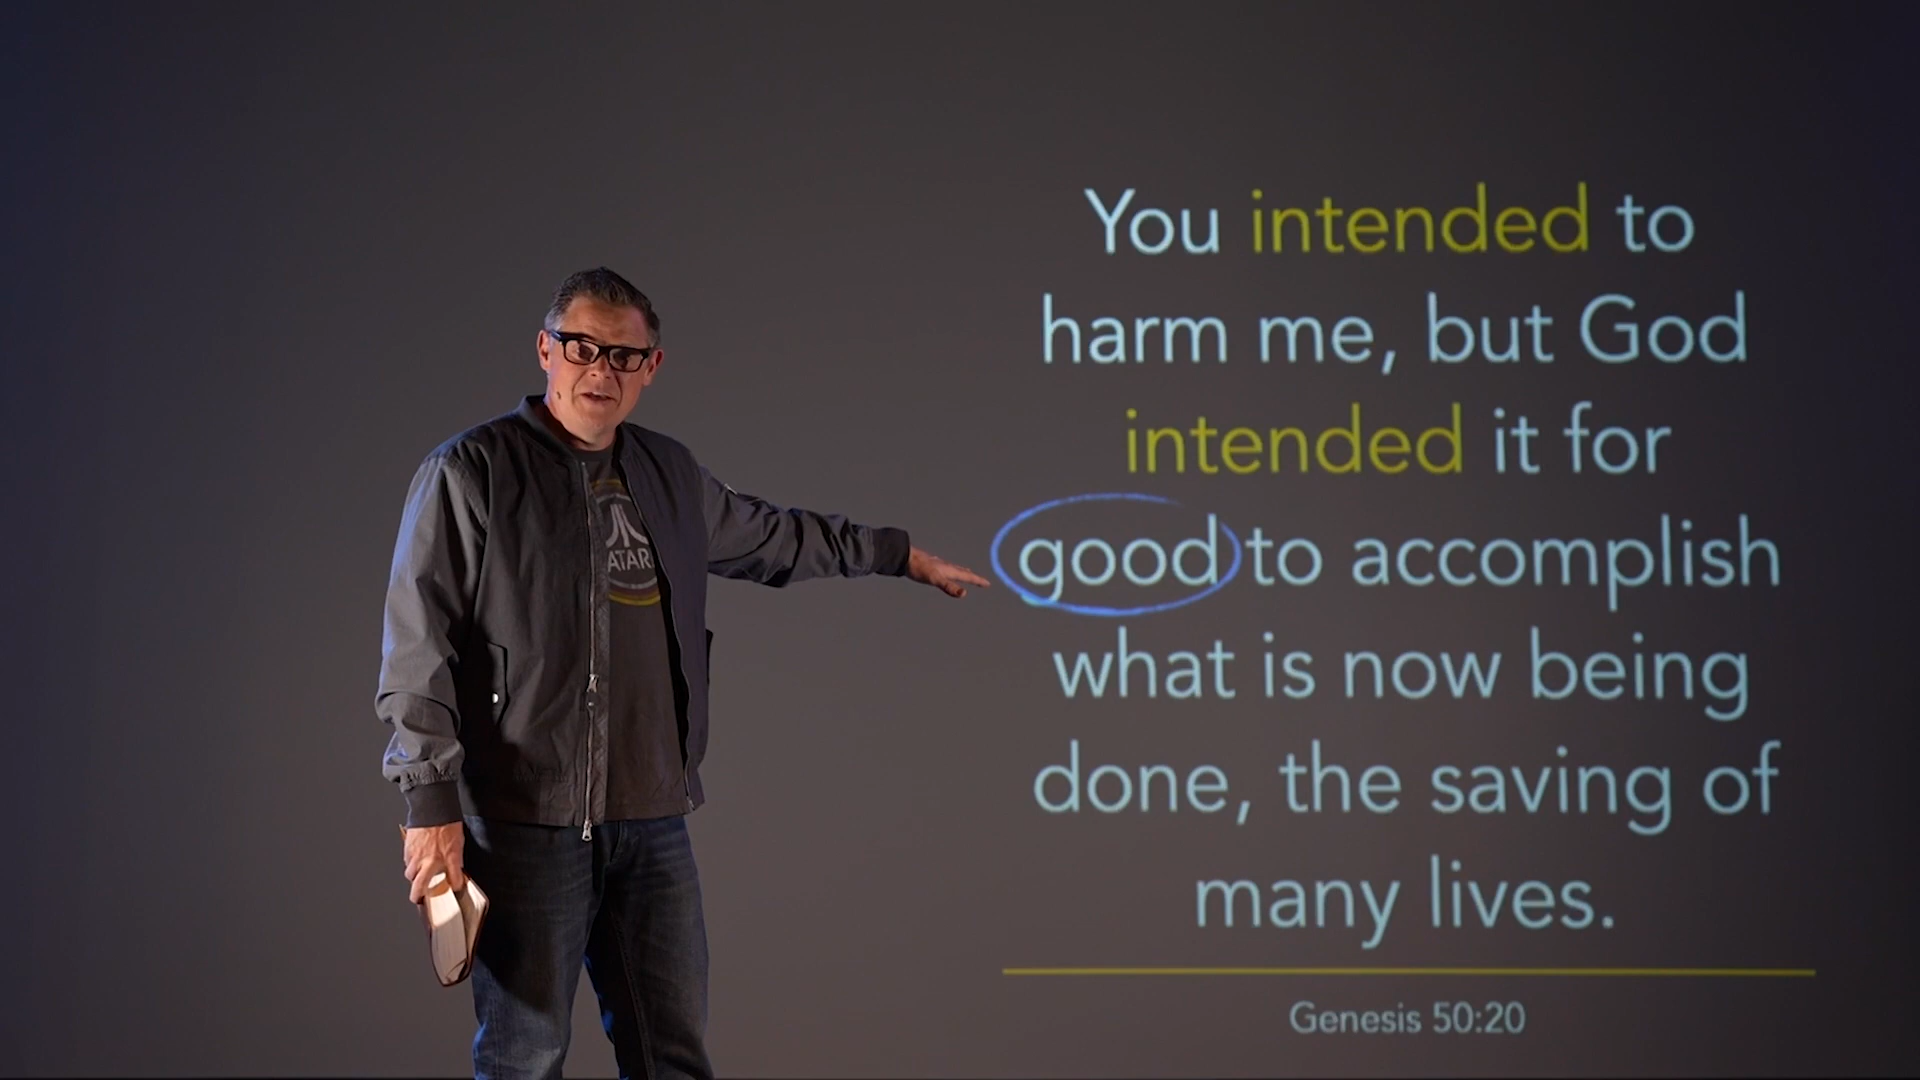 You intended to
harm me, but God
intended it for
good to accomplish
what is now being
done, the saving of
many lives.
Genesis 50:20
ATARI